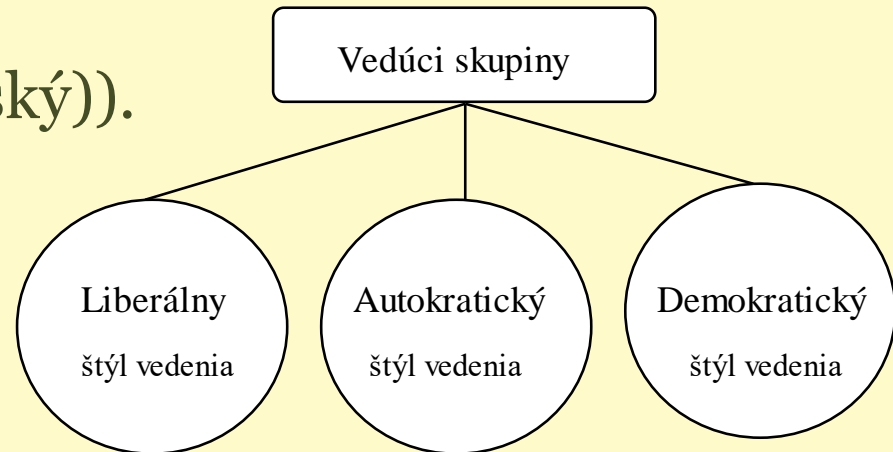 Vedúci skupiny
ský)).
Liberálny
štýl vedenia
Autokratický
štýl vedenia
Demokratický
štýl vedenia